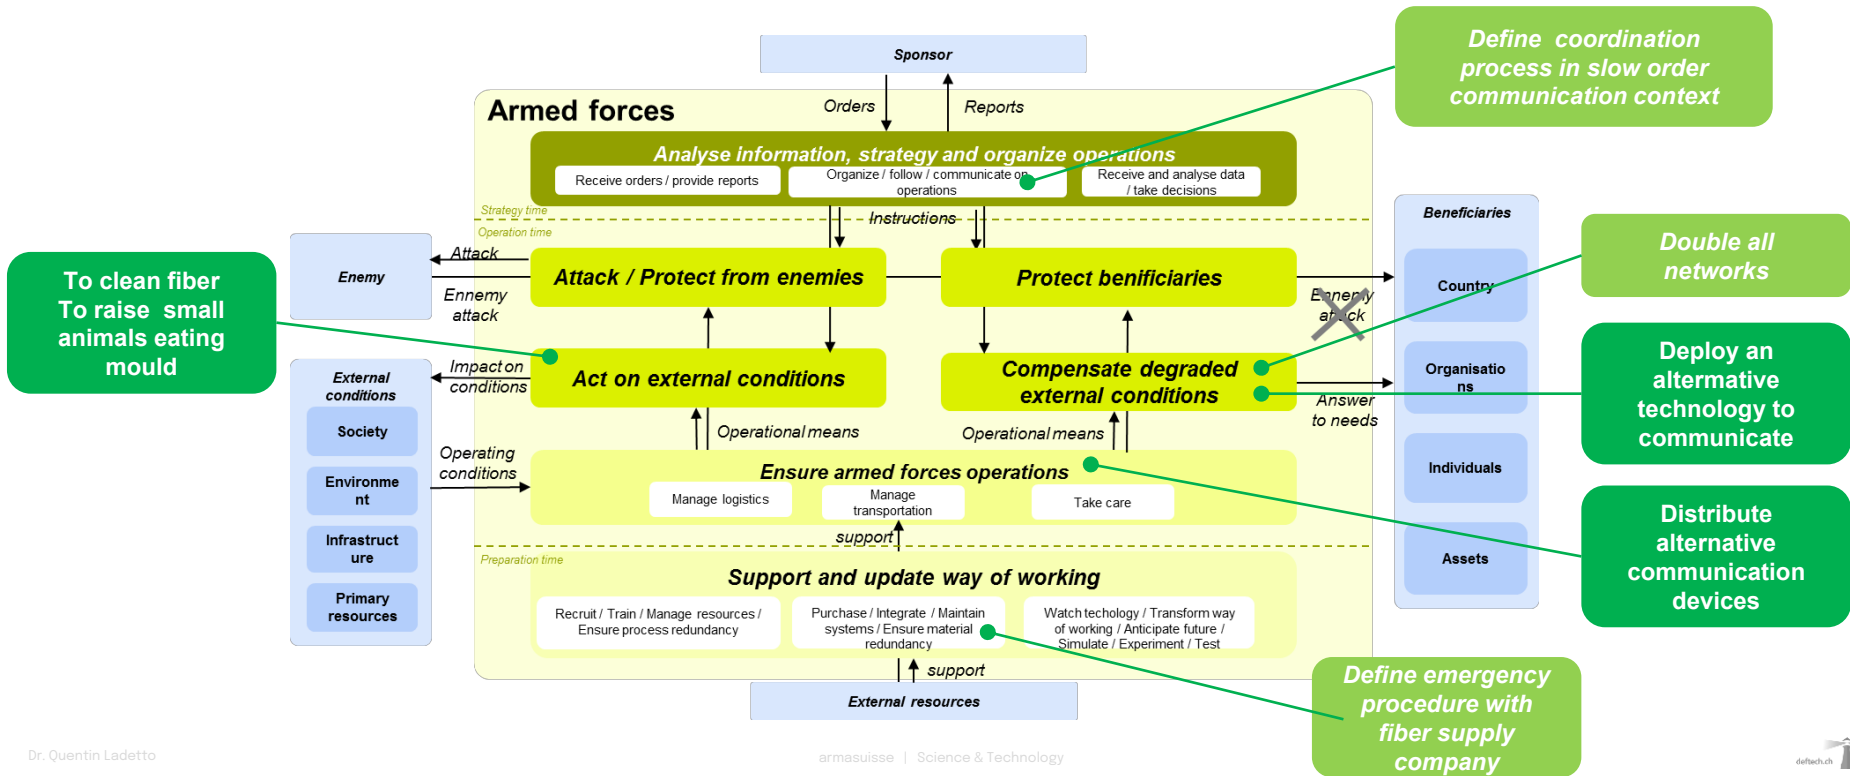 Sponsor
Define coordination
process in slow order
communication context
Orders
Reports
Armed forces
Analyse information, strategy and organize operations
Receive orders / provide reports
Organize / follow / communicate on
operations
Receive and analyse data
/ take decisions
Strategy time
Operation time
Instructions
Beneficiaries
Enemy
Attack
Ennemy
attack
Attack / Protect from enemies
Protect benificiaries
Ennemy
attack
Country
Double all
networks
To clean fiber
To raise small
animals eating
mould
External
conditions
Society
Environme
nt
Infrastruct
ure
Primary
resources
Impact on
conditions
Act on external conditions
Compensate degraded
external conditions
Answer
to needs
Organisatio
ns
Individuals
Assets
Deploy an
altermative
technology to
communicate
Operating
conditions
Operational means
Operational means
Ensure armed forces operations
Manage logistics
Manage
transportation
Take care
Distribute
alternative
communication
devices
support
Preparation time
Support and update way of working
Recruit / Train / Manage resources /
Ensure process redundancy
Purchase / Integrate / Maintain
systems / Ensure material
redundancy
Watch techology / Transform way
of working / Anticipate future /
Simulate / Experiment / Test
support
External resources
Define emergency
procedure with
fiber supply
company
Dr. Quentin Ladetto
armasuisse | Science & Technology
deftech.ch